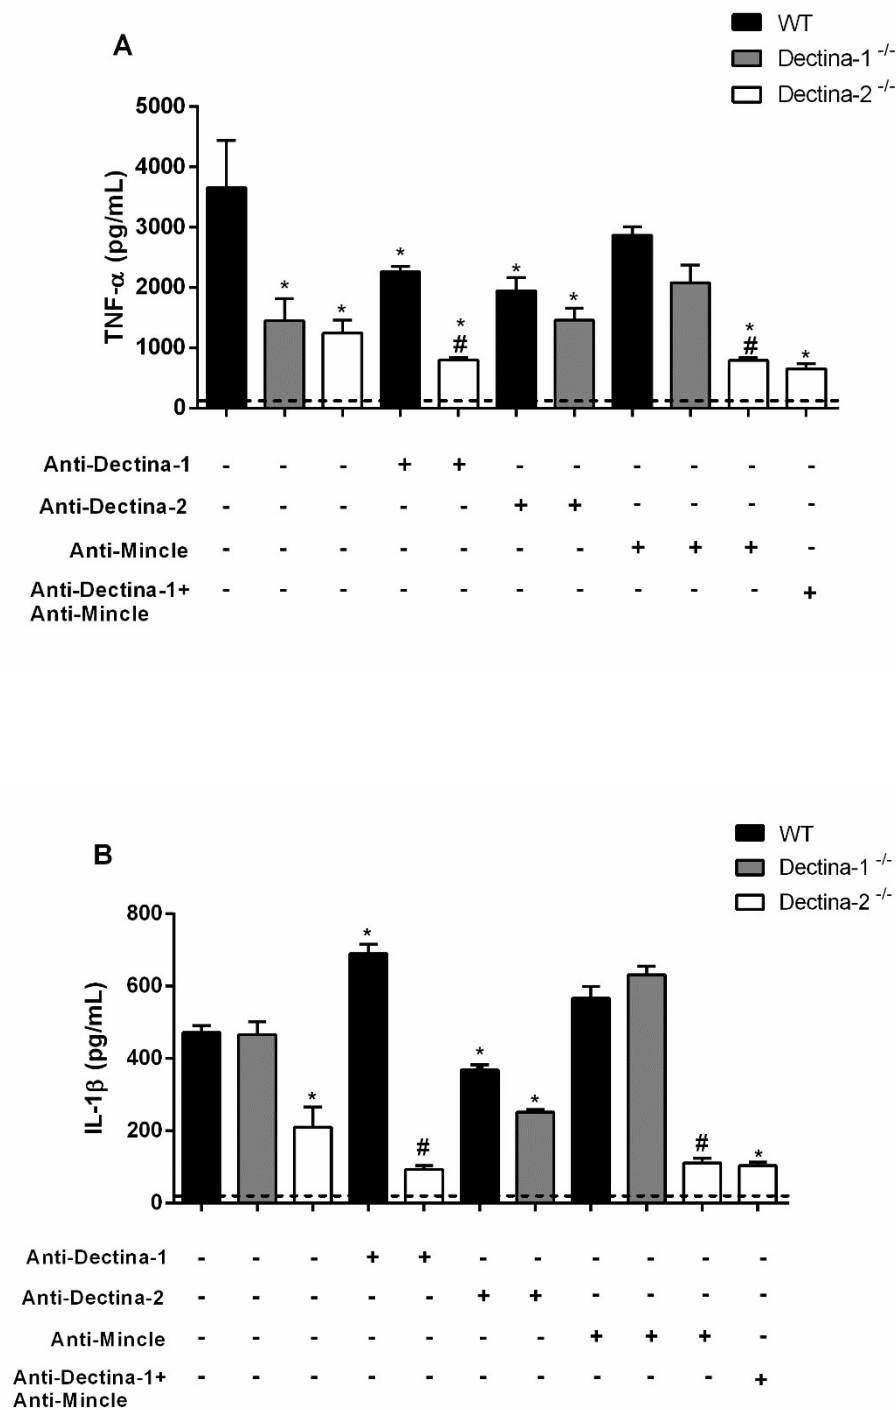 A
WT
Dectina-1 -/-
Dectina-2 -/-
TNF-α (pg/mL)
5000
4000
3000
2000
1000
0
*
*
*
*
#
*
*
*
#
*
Anti-Dectina-1 - - - + + - - - - - -
Anti-Dectina-2 - - - - - + + - - - -
Anti-Mincle - - - - - - - + + + -
Anti-Dectina-1+ - - - - - - - - - - +
Anti-Mincle
B
WT
Dectina-1 -/-
Dectina-2 -/-
IL-1β (pg/mL)
800
600
400
200
0
*
*
#
*
*
#
*
Anti-Dectina-1 - - - + + - - - - - -
Anti-Dectina-2 - - - - - + + - - - -
Anti-Mincle - - - - - - - + + + -
Anti-Dectina-1+ - - - - - - - - - - +
Anti-Mincle